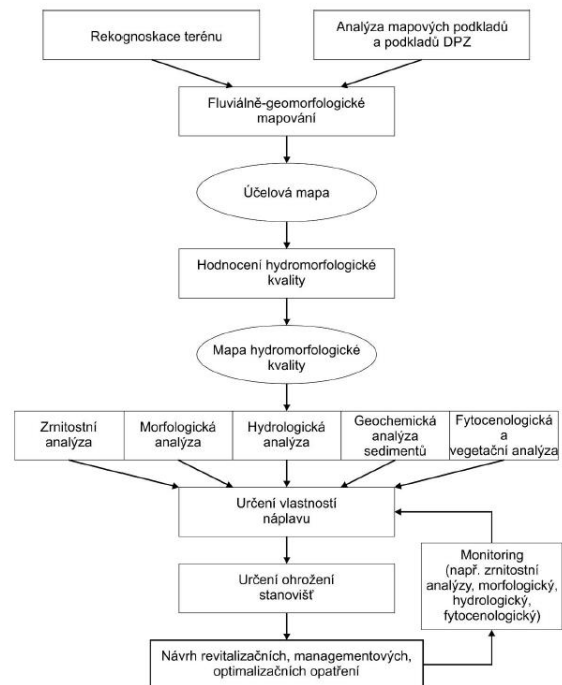 Rekognoskace terénu
Analýza mapových podkladů
a podkladů DPZ
Fluviálně-geomorfologické
mapování
Účelová mapa
Hodnocení hydromorfologické
kvality
Mapa hydromorfologické
kvality
Zrnitostní
analýza
Morfologická
analýza
Hydrologická
analýza
Geochemická
analýza
sedimentů
Fytocenologická
a
vegetační analýza
Určení vlastností
náplavu
Určení ohrožení
stanovišť
Monitoring
(např. zrnitostní
analýzy, morfologický,
hydrologický,
fytocenologický)
Návrh revitalizačních, managementových,
optimalizačních opatření